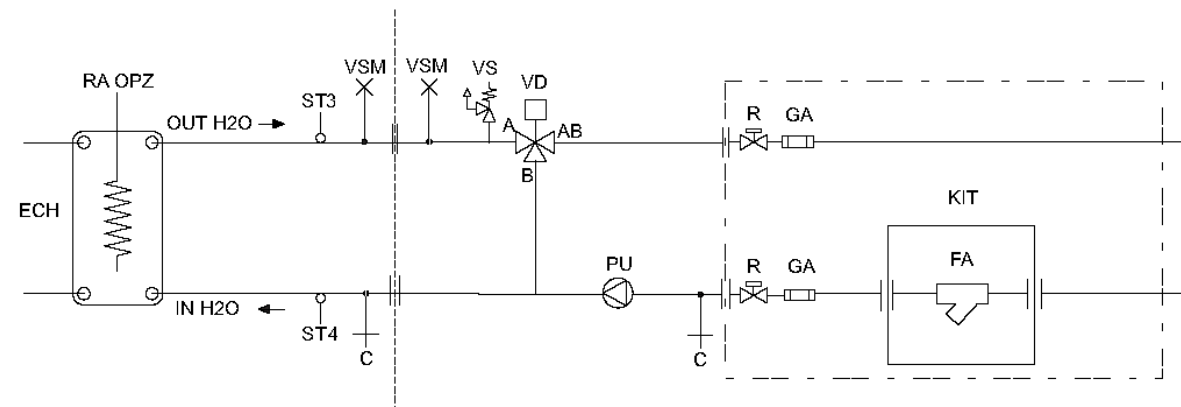 RA OPZ
VSM
VSM
VS
VD
ST3
OUT H2O
A
AB
R
GA
B
ECH
KIT
PU
R
GA
FA
IN H2O
ST4
C
C